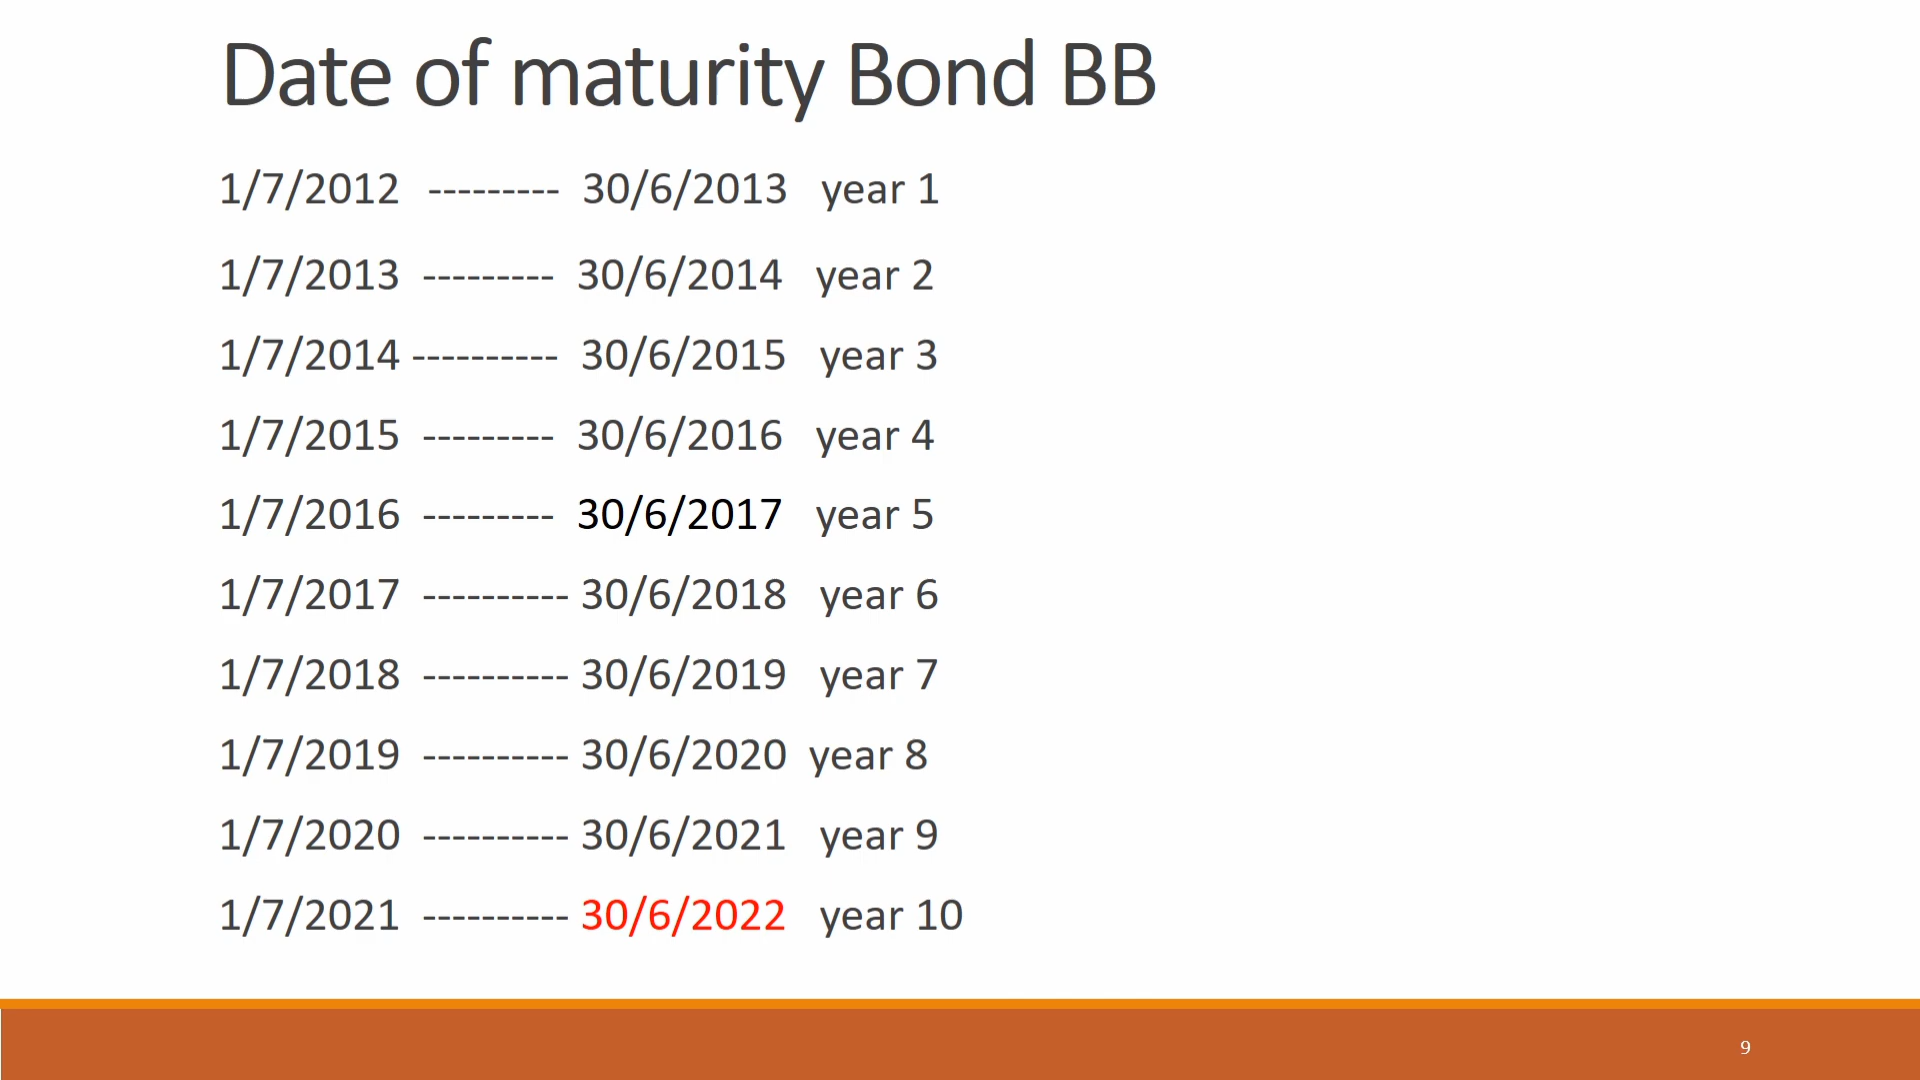 Date of maturity Bond BB
1/7/2012 --------- 30/6/2013 year 1
1/7/2013 --------- 30/6/2014 year 2
1/7/2014 ---------- 30/6/2015 year 3
1/7/2015 --------- 30/6/2016 year 4
1/7/2016 --------- 30/6/2017 year 5
1/7/2017 ---------- 30/6/2018 year 6
1/7/2018 ---------- 30/6/2019 year 7
1/7/2019 ---------- 30/6/2020 year 8
1/7/2020 ---------- 30/6/2021 year 9
1/7/2021 ---------- 30/6/2022 year 10
9